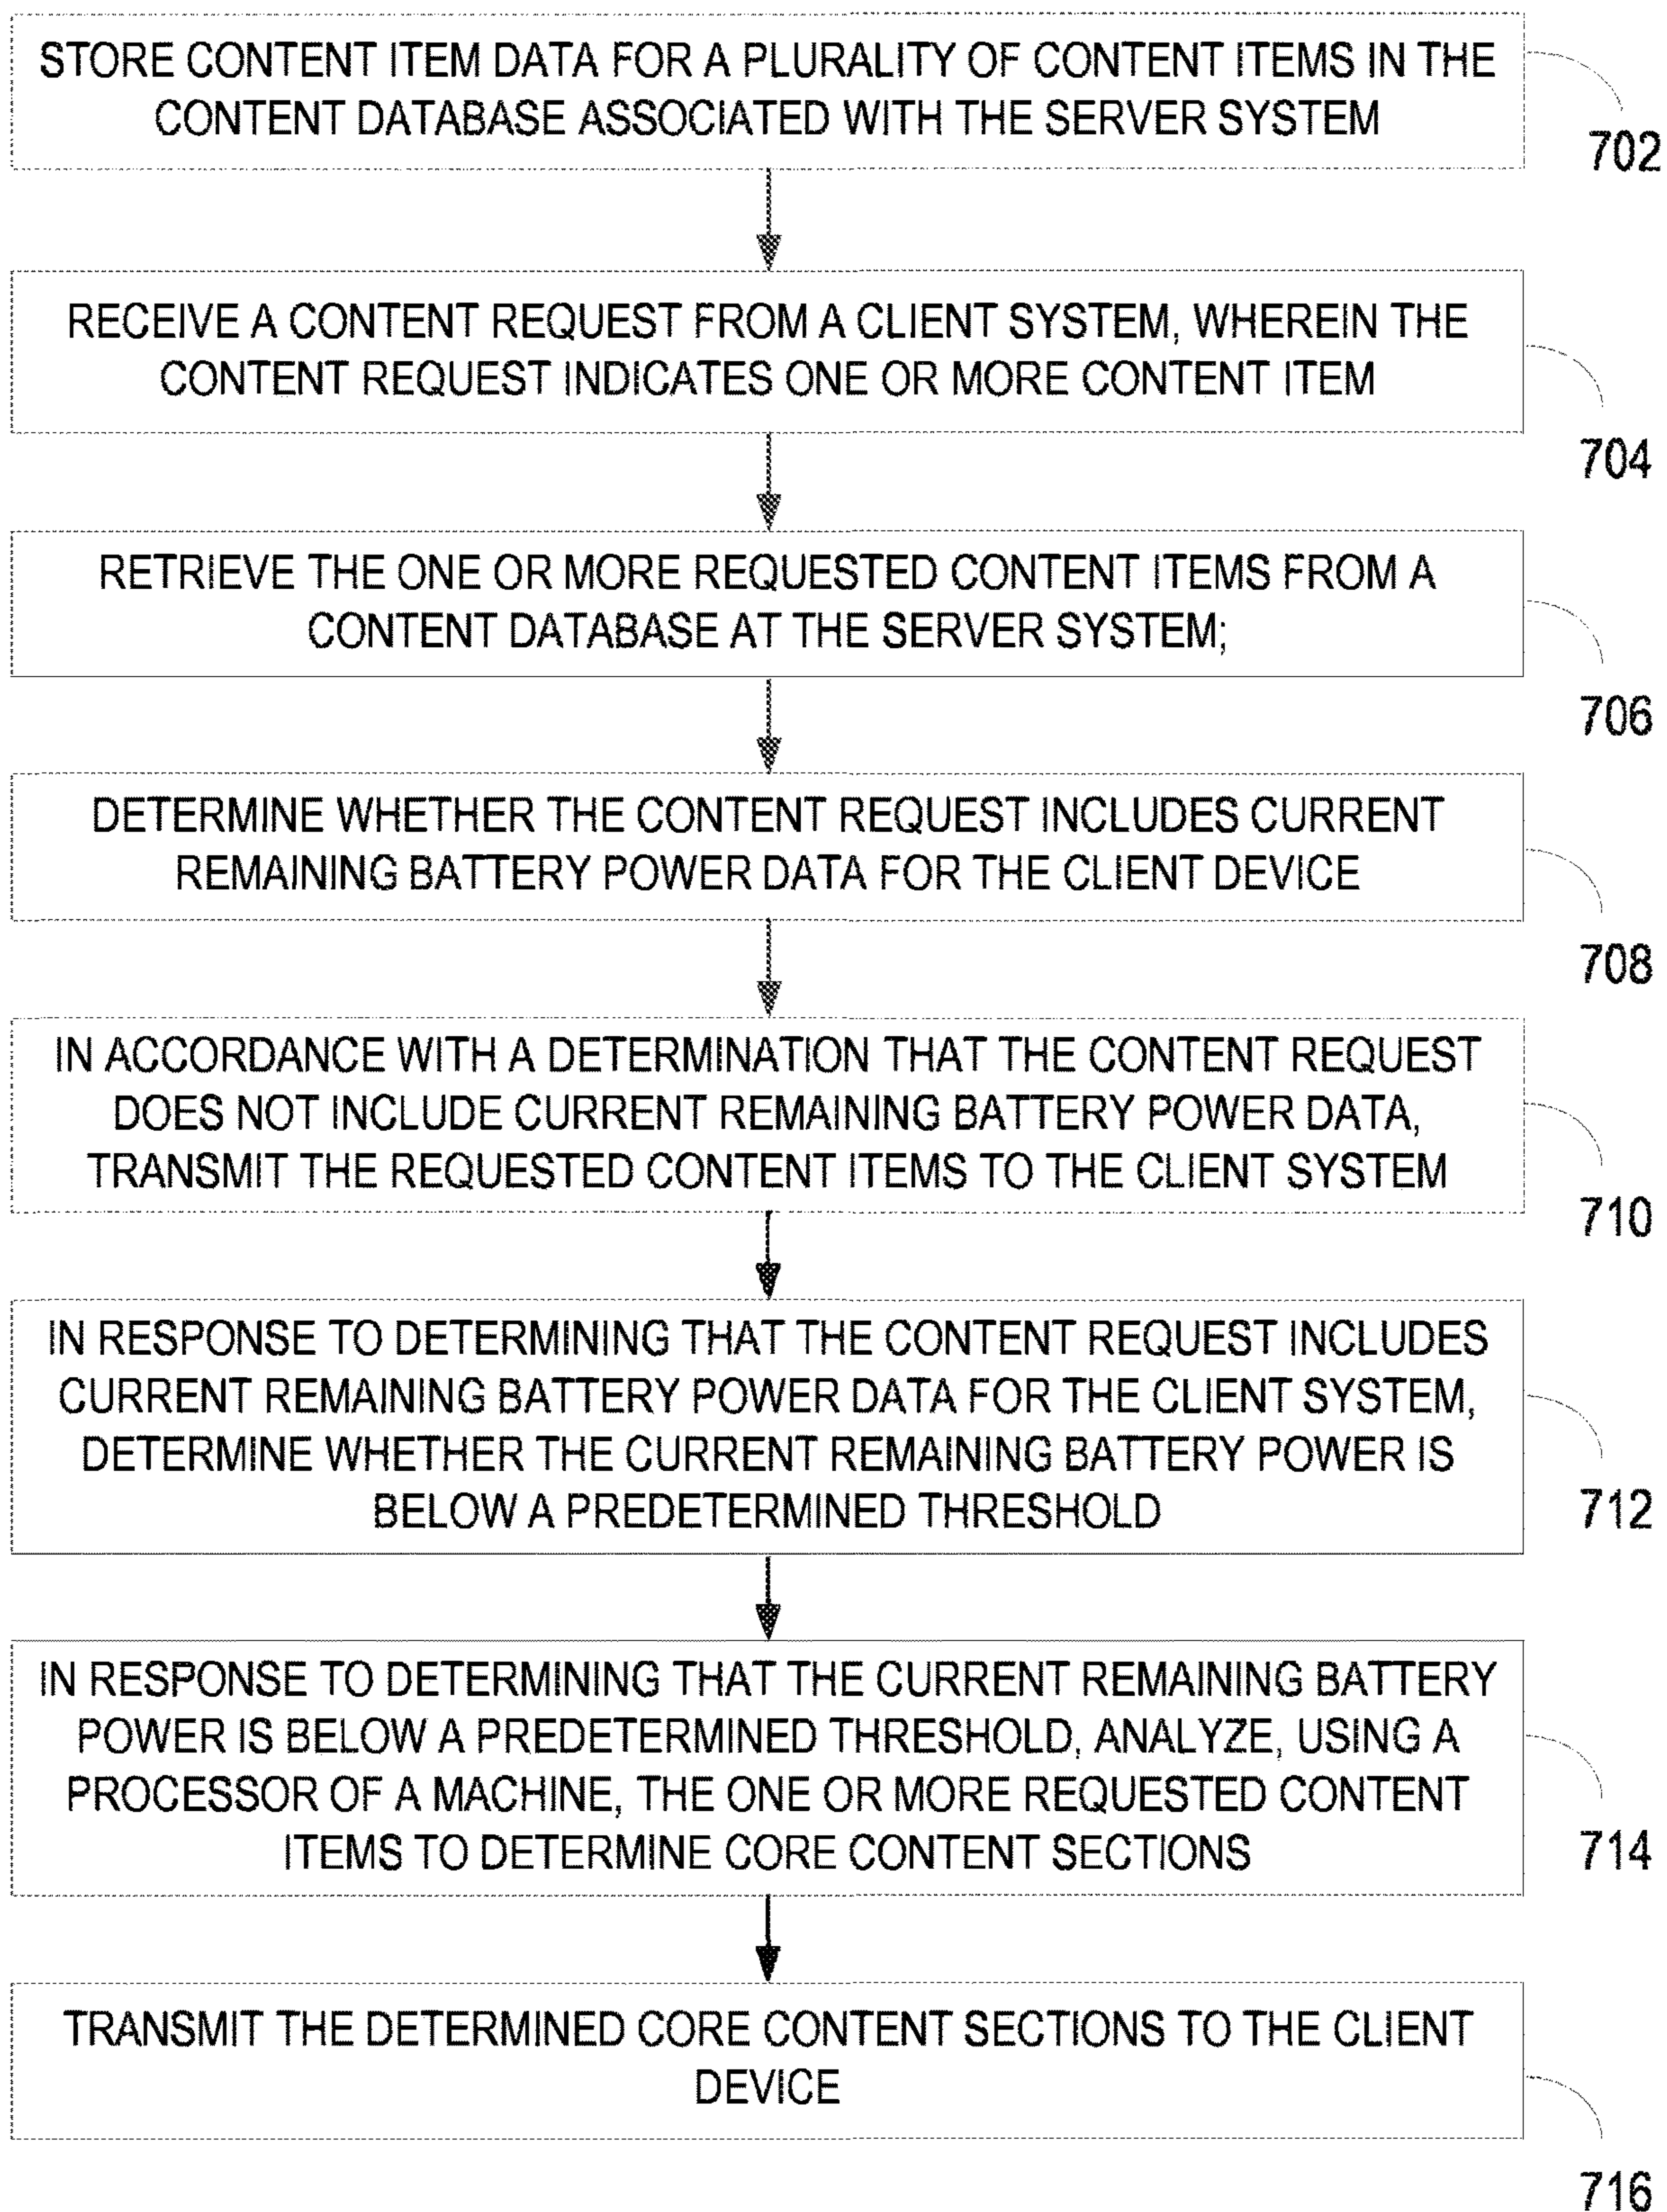 STORE CONTENT ITEM DATA FOR A PLURALITY OF CONTENT ITEMS IN THE
CONTENT DATABASE ASSOCIATED WITH THE SERVER SYSTEM
702
RECEIVE A CONTENT REQUEST FROM A CLIENT SYSTEM, WHEREIN THE
CONTENT REQUEST INDICATES ONE OR MORE CONTENT ITEM
704
RETRIEVE THE ONE OR MORE REQUESTED CONTENT ITEMS FROM A
CONTENT DATABASE AT THE SERVER SYSTEM;
706
DETERMINE WHETHER THE CONTENT REQUEST INCLUDES CURRENT
REMAINING BATTERY POWER DATA FOR THE CLIENT DEVICE
708
IN ACCORDANCE WITH A DETERMINATION THAT THE CONTENT REQUEST
DOES NOT INCLUDE CURRENT REMAINING BATTERY POWER DATA,
TRANSMIT THE REQUESTED CONTENT ITEMS TO THE CLIENT SYSTEM
710
IN RESPONSE TO DETERMINING THAT THE CONTENT REQUEST INCLUDES
CURRENT REMAINING BATTERY POWER DATA FOR THE CLIENT SYSTEM,
DETERMINE WHETHER THE CURRENT REMAINING BATTERY POWER IS
BELOW A PREDETERMINED THRESHOLD
712
IN RESPONSE TO DETERMINING THAT THE CURRENT REMAINING BATTERY
POWER IS BELOW A PREDETERMINED THRESHOLD, ANALYZE, USING A
PROCESSOR OF A MACHINE, THE ONE OR MORE REQUESTED CONTENT
ITEMS TO DETERMINE CORE CONTENT SECTIONS
714
TRANSMIT THE DETERMINED CORE CONTENT SECTIONS TO THE CLIENT
DEVICE
716